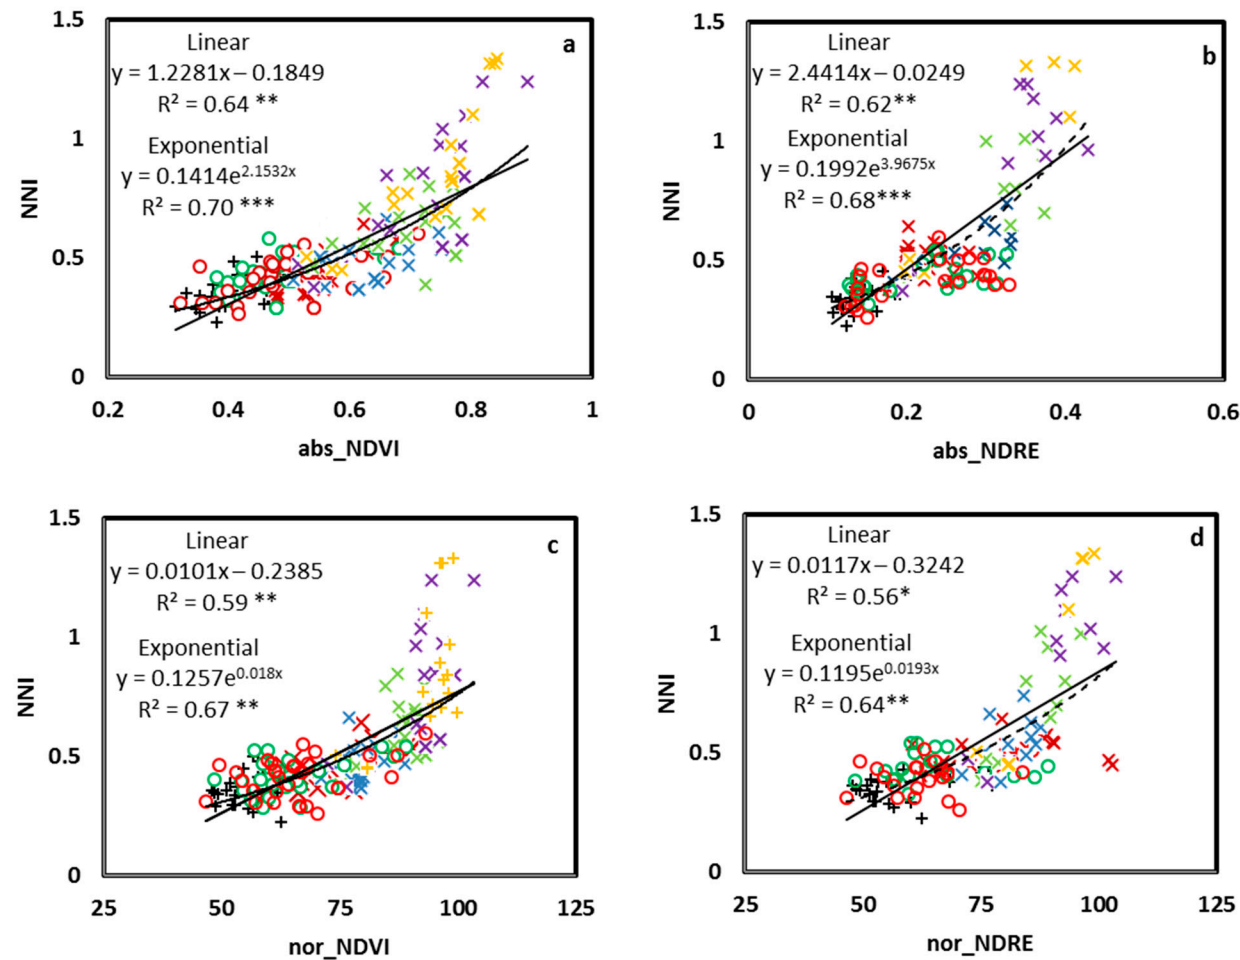 1.5
a
Linear
y = 1.2281x – 0.1849
R² = 0.64 **
Exponential
y = 0.1414e^2.1532x
R² = 0.70 ***
1
0.5
0
NNI
0.2 0.4 0.6 0.8 1
abs_NDVI
1.5
b
Linear
y = 2.4414x – 0.0249
R² = 0.62**
Exponential
y = 0.1992e^3.9675x
R² = 0.68***
1
0.5
0
NNI
0 0.2 0.4 0.6
abs_NDRE
1.5
c
Linear
y = 0.0101x – 0.2385
R² = 0.59 **
Exponential
y = 0.1257e^0.018x
R² = 0.67 **
1
0.5
0
NNI
25 50 75 100 125
nor_NDVI
1.5
d
Linear
y = 0.0117x – 0.3242
R² = 0.56*
Exponential
y = 0.1195e^0.0193x
R² = 0.64**
1
0.5
0
NNI
25 50 75 100 125
nor_NDRE